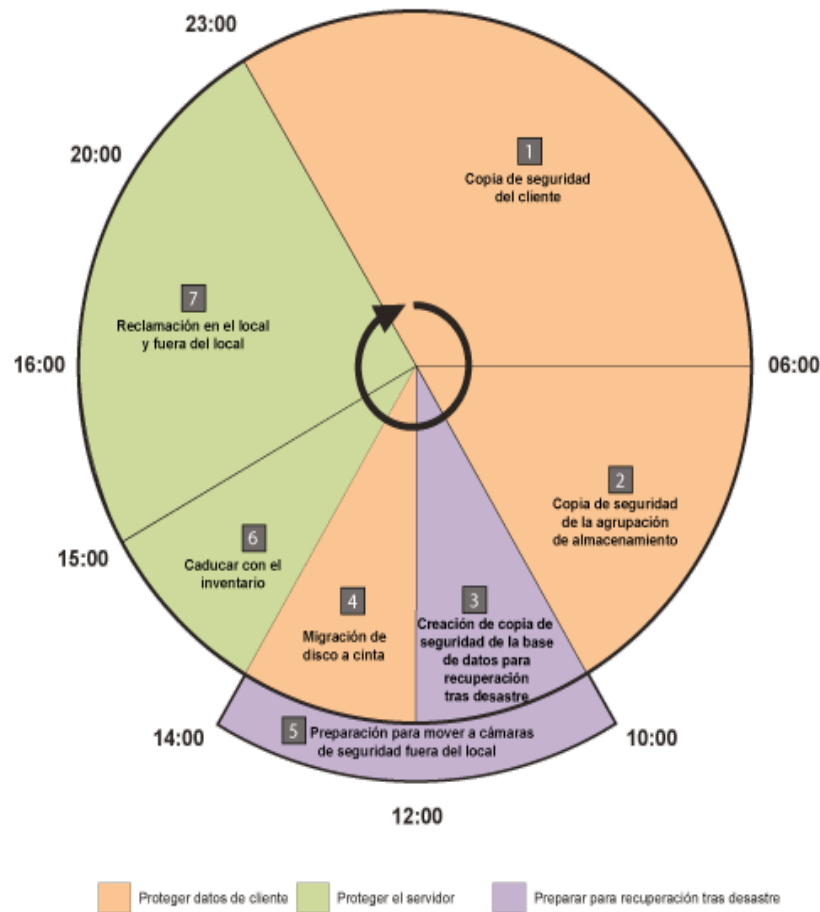 23:00
20:00
1
Copia de seguridad
del cliente
7
Reclamación en el local
y fuera del local
16:00
06:00
2
Copia de seguridad
de la agrupación
de almacenamiento
15:00
6
Caducar con el
inventario
4
Migración de
disco a cinta
3
Creación de copia de
seguridad de la base
de datos para
recuperación
tras desastre
14:00
5 Preparación para mover a cámaras
de seguridad fuera del local
10:00
12:00
Proteger datos de cliente
Proteger el servidor
Preparar para recuperación tras desastre